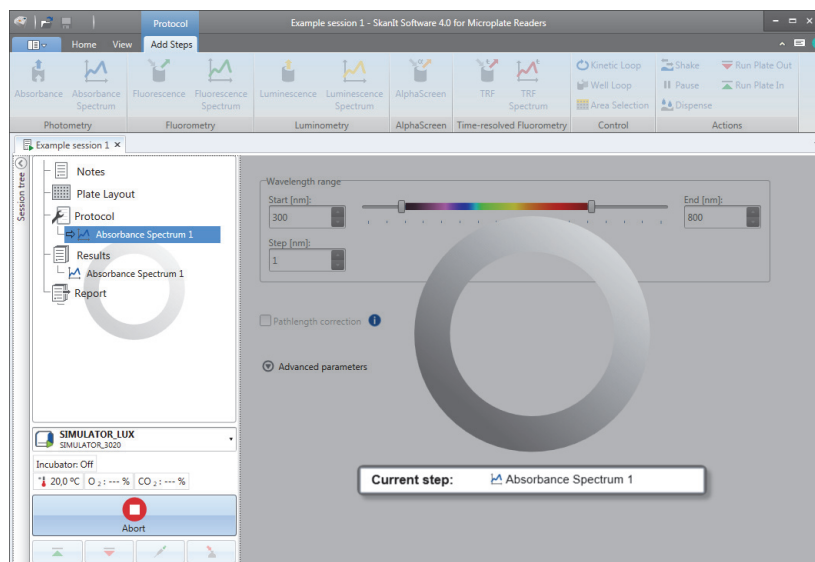 Protocol
Example session 1 - SkanIt Software 4.0 for Microplate Readers
Home View Add Steps
Absorbance
Absorbance Spectrum
Fluorescence
Fluorescence Spectrum
Luminescence
Luminescence Spectrum
AlphaScreen
TRF
TRF Spectrum
Kinetic Loop
Well Loop
Area Selection
Shake
Pause
Dispense
Run Plate Out
Run Plate In
Photometry
Fluorometry
Luminometry
AlphaScreen
Time-resolved Fluorometry
Control
Actions
Example session 1
Session tree
Notes
Plate Layout
Protocol
Absorbance Spectrum 1
Results
Absorbance Spectrum 1
Report
Wavelength range
Start [nm]:
300
End [nm]:
800
Step [nm]:
1
Pathlength correction
Advanced parameters
SIMULATOR_LUX
SIMULATOR_3020
Incubator: Off
20,0 ºC O 2 : --- % CO 2 : --- %
Abort
Current step: Absorbance Spectrum 1